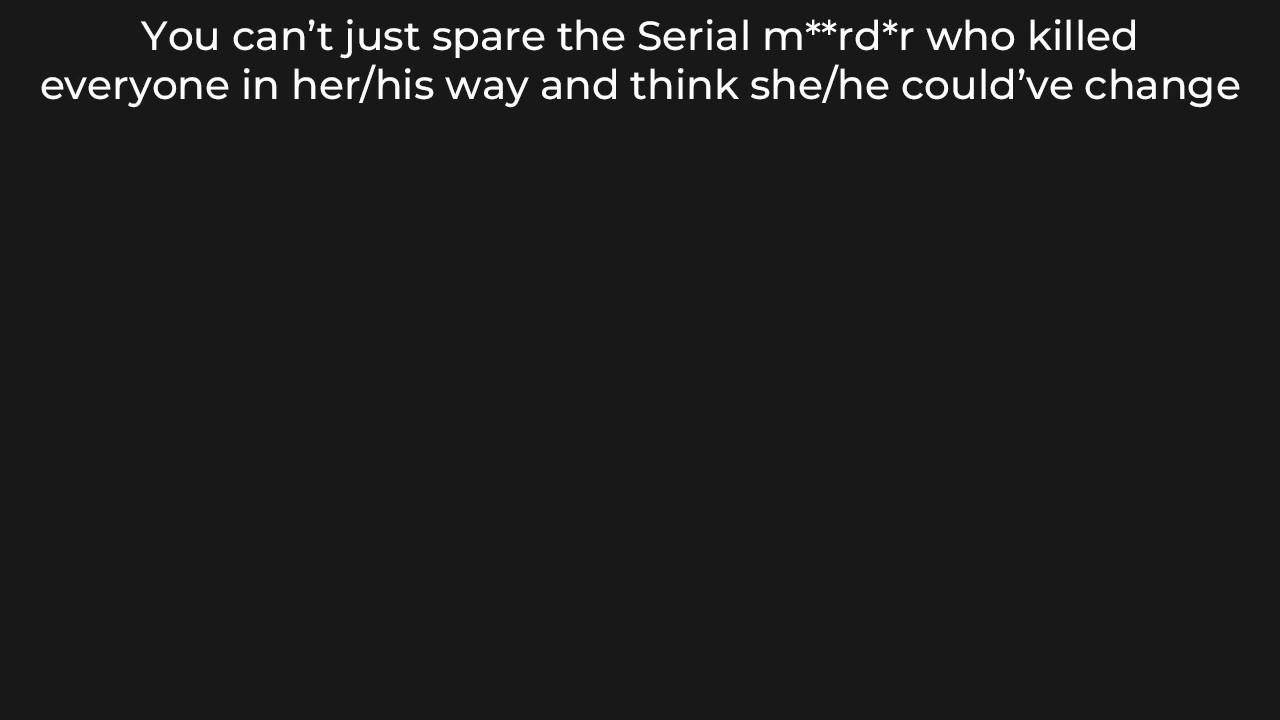 You can’t just spare the Serial m**rd*r who killed
everyone in her/his way and think she/he could’ve change